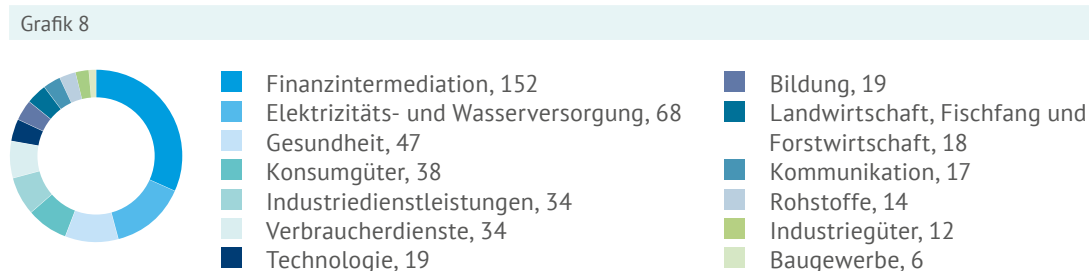 Grafik 8
Finanzintermediation, 152
Elektrizitäts- und Wasserversorgung, 68
Gesundheit, 47
Konsumgüter, 38
Industriedienstleistungen, 34
Verbraucherdienste, 34
Technologie, 19
Bildung, 19
Landwirtschaft, Fischfang und
Forstwirtschaft, 18
Kommunikation, 17
Rohstoffe, 14
Industriegüter, 12
Baugewerbe, 6